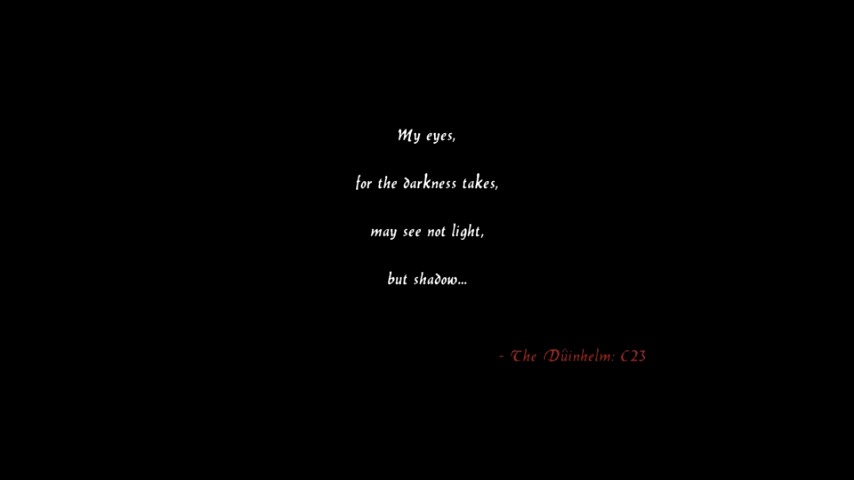 My eyes,
for the darkness takes,
may see not light,
but shadow...
- The Dûinhelm: C23